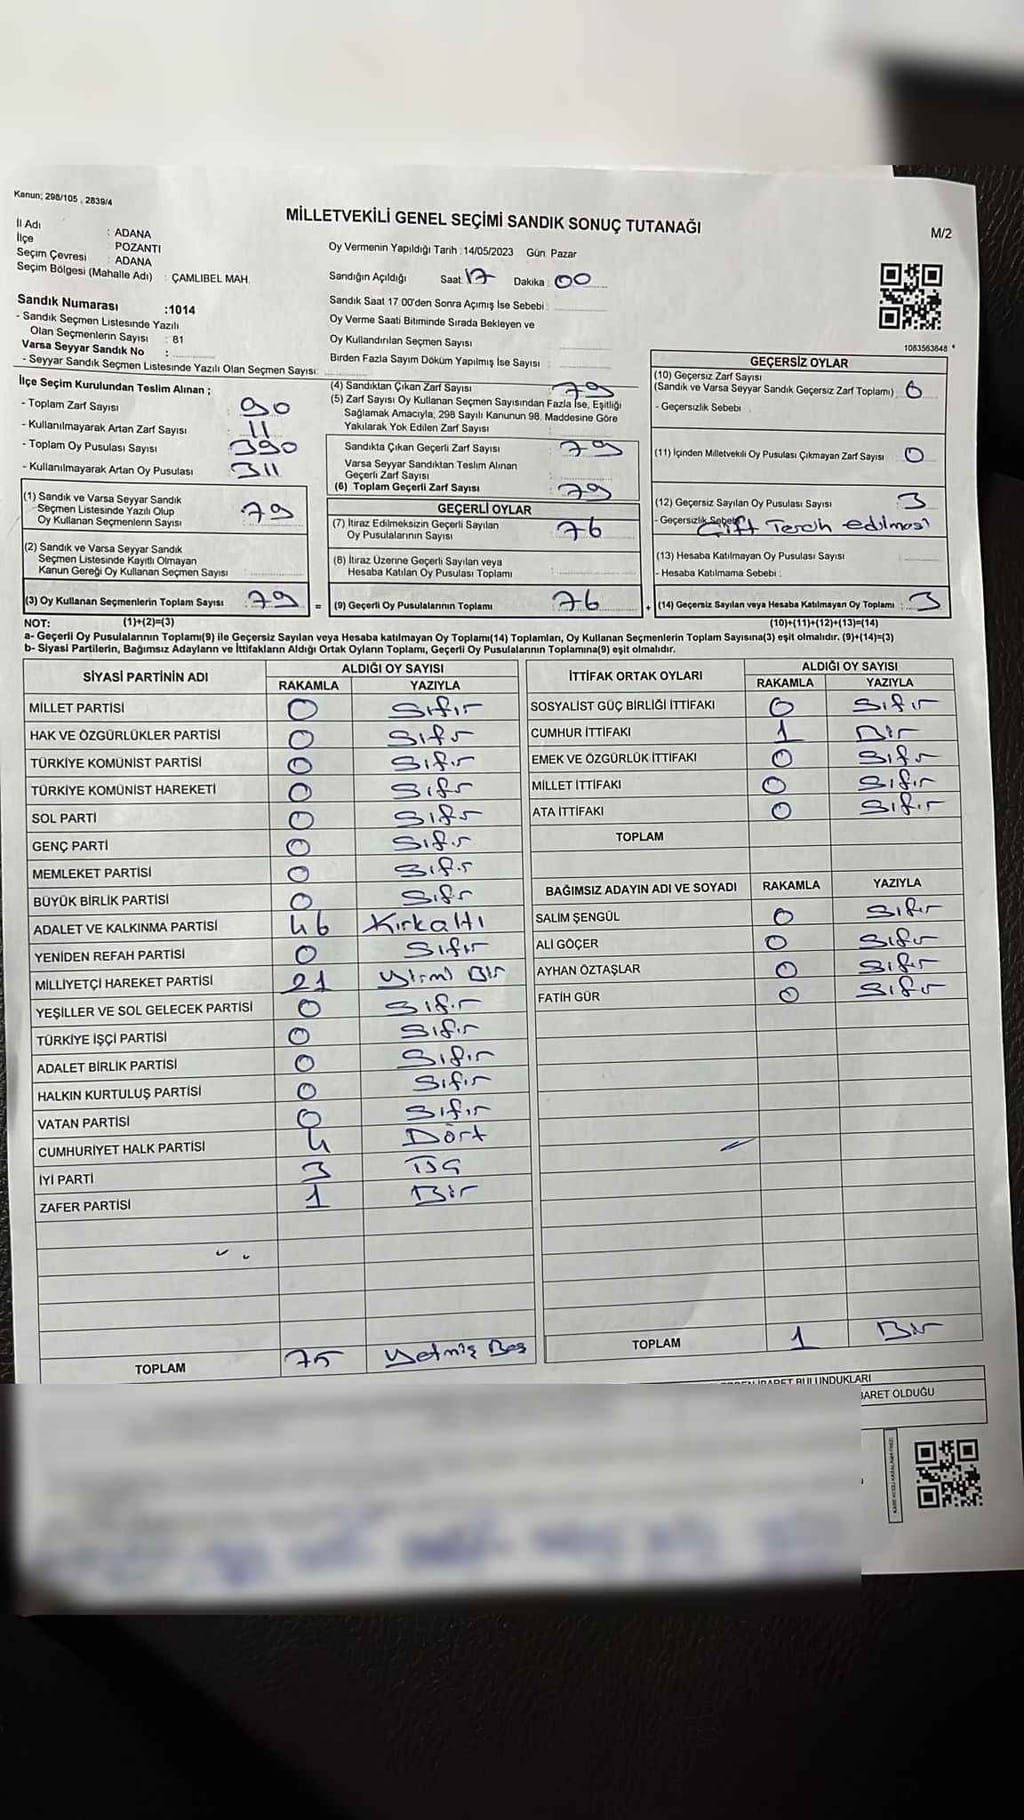 Kanun; 298/105 , 2839/4
MİLLETVEKİLİ GENEL SEÇİMİ SANDIK SONUÇ TUTANAĞI
M/2
İl Adı : ADANA
İlçe : POZANTI
Seçim Çevresi : ADANA
Seçim Bölgesi (Mahalle Adı) : ÇAMLIBEL MAH.
Oy Vermenin Yapıldığı Tarih :14/05/2023 Gün Pazar
Sandığın Açıldığı Saat 17 Dakika : 00
Sandık Saat 17 00'den Sonra Açımış İse Sebebi :
Oy Verme Saati Bitiminde Sırada Bekleyen ve
Oy Kullandırılan Seçmen Sayısı
Birden Fazla Sayım Döküm Yapılmış İse Sayısı :
Sandık Numarası :1014
- Sandık Seçmen Listesinde Yazılı
Olan Seçmenlerin Sayısı : 81
Varsa Seyyar Sandık No :
- Seyyar Sandık Seçmen Listesinde Yazılı Olan Seçmen Sayısı:
1083563648 *
İlçe Seçim Kurulundan Teslim Alınan ;
- Toplam Zarf Sayısı 90
- Kullanılmayarak Artan Zarf Sayısı 11
- Toplam Oy Pusulası Sayısı 390
- Kullanılmayarak Artan Oy Pusulası 311
(1) Sandık ve Varsa Seyyar Sandık
Seçmen Listesinde Yazılı Olup
Oy Kullanan Seçmenlerin Sayısı 79
(2) Sandık ve Varsa Seyyar Sandık
Seçmen Listesinde Kayıtlı Olmayan
Kanun Gereği Oy Kullanan Seçmen Sayısı
(3) Oy Kullanan Seçmenlerin Toplam Sayısı 79 =
(4) Sandıktan Çıkan Zarf Sayısı : 79
(5) Zarf Sayısı Oy Kullanan Seçmen Sayısından Fazla İse, Eşitliği
Sağlamak Amacıyla, 298 Sayılı Kanunun 98. Maddesine Göre
Yakılarak Yok Edilen Zarf Sayısı
Sandıkta Çıkan Geçerli Zarf Sayısı : 79
Varsa Seyyar Sandıktan Teslim Alınan
Geçerli Zarf Sayısı
(6) Toplam Geçerli Zarf Sayısı 79
GEÇERLİ OYLAR
(7) İtiraz Edilmeksizin Geçerli Sayılan
Oy Pusulalarının Sayısı 76
(8) İtiraz Üzerine Geçerli Sayılan veya
Hesaba Katılan Oy Pusulası Toplamı
(9) Geçerli Oy Pusulalarının Toplamı 76 +
GEÇERSİZ OYLAR
(10) Geçersiz Zarf Sayısı
(Sandık ve Varsa Seyyar Sandık Geçersiz Zarf Toplamı) 0
- Geçersizlik Sebebi
(11) İçinden Milletvekili Oy Pusulası Çıkmayan Zarf Sayısı 0
(12) Geçersiz Sayılan Oy Pusulası Sayısı 3
- Geçersizlik Sebebi Çift Tercih edilmesi
(13) Hesaba Katılmayan Oy Pusulası Sayısı
- Hesaba Katılmama Sebebi :
(14) Geçersiz Sayılan veya Hesaba Katılmayan Oy Toplamı : 3
NOT: (1)+(2)=(3) (10)+(11)+(12)+(13)=(14)
a- Geçerli Oy Pusulalarının Toplamı(9) ile Geçersiz Sayılan veya Hesaba katılmayan Oy Toplamı(14) Toplamları, Oy Kullanan Seçmenlerin Toplam Sayısına(3) eşit olmalıdır. (9)+(14)=(3)
b- Siyasi Partilerin, Bağımsız Adayların ve İttifakların Aldığı Ortak Oyların Toplamı, Geçerli Oy Pusulalarının Toplamına(9) eşit olmalıdır.
SİYASİ PARTİNİN ADI ALDIĞI OY SAYISI
RAKAMLA YAZIYLA
MİLLET PARTİSİ 0 Sıfır
HAK VE ÖZGÜRLÜKLER PARTİSİ 0 Sıfır
TÜRKİYE KOMÜNİST PARTİSİ 0 Sıfır
TÜRKİYE KOMÜNİST HAREKETİ 0 Sıfır
SOL PARTİ 0 Sıfır
GENÇ PARTİ 0 Sıfır
MEMLEKET PARTİSİ 0 Sıfır
BÜYÜK BİRLİK PARTİSİ 0 Sıfır
ADALET VE KALKINMA PARTİSİ 46 Kırkaltı
YENİDEN REFAH PARTİSİ 0 Sıfır
MİLLİYETÇİ HAREKET PARTİSİ 21 Yirmi Bir
YEŞİLLER VE SOL GELECEK PARTİSİ 0 Sıfır
TÜRKİYE İŞÇİ PARTİSİ 0 Sıfır
ADALET BİRLİK PARTİSİ 0 Sıfır
HALKIN KURTULUŞ PARTİSİ 0 Sıfır
VATAN PARTİSİ 0 Sıfır
CUMHURİYET HALK PARTİSİ 4 Dört
İYİ PARTİ 3 Üç
ZAFER PARTİSİ 1 Bir
TOPLAM 75 Yetmiş Beş
İTTİFAK ORTAK OYLARI ALDIĞI OY SAYISI
RAKAMLA YAZIYLA
SOSYALİST GÜÇ BİRLİĞİ İTTİFAKI 0 Sıfır
CUMHUR İTTİFAKI 1 Bir
EMEK VE ÖZGÜRLÜK İTTİFAKI 0 Sıfır
MİLLET İTTİFAKI 0 Sıfır
ATA İTTİFAKI 0 Sıfır
TOPLAM
BAĞIMSIZ ADAYIN ADI VE SOYADI RAKAMLA YAZIYLA
SALİM ŞENGÜL 0 Sıfır
ALİ GÖÇER 0 Sıfır
AYHAN ÖZTAŞLAR 0 Sıfır
FATİH GÜR 0 Sıfır
TOPLAM 1 Bir
BULUNDUKLARI
OLDUĞU